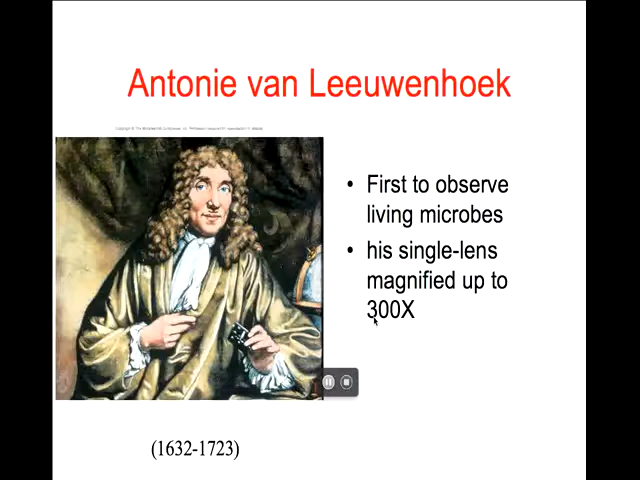 Antonie van Leeuwenhoek
• First to observe
living microbes
• his single-lens
magnified up to
300X
(1632-1723)